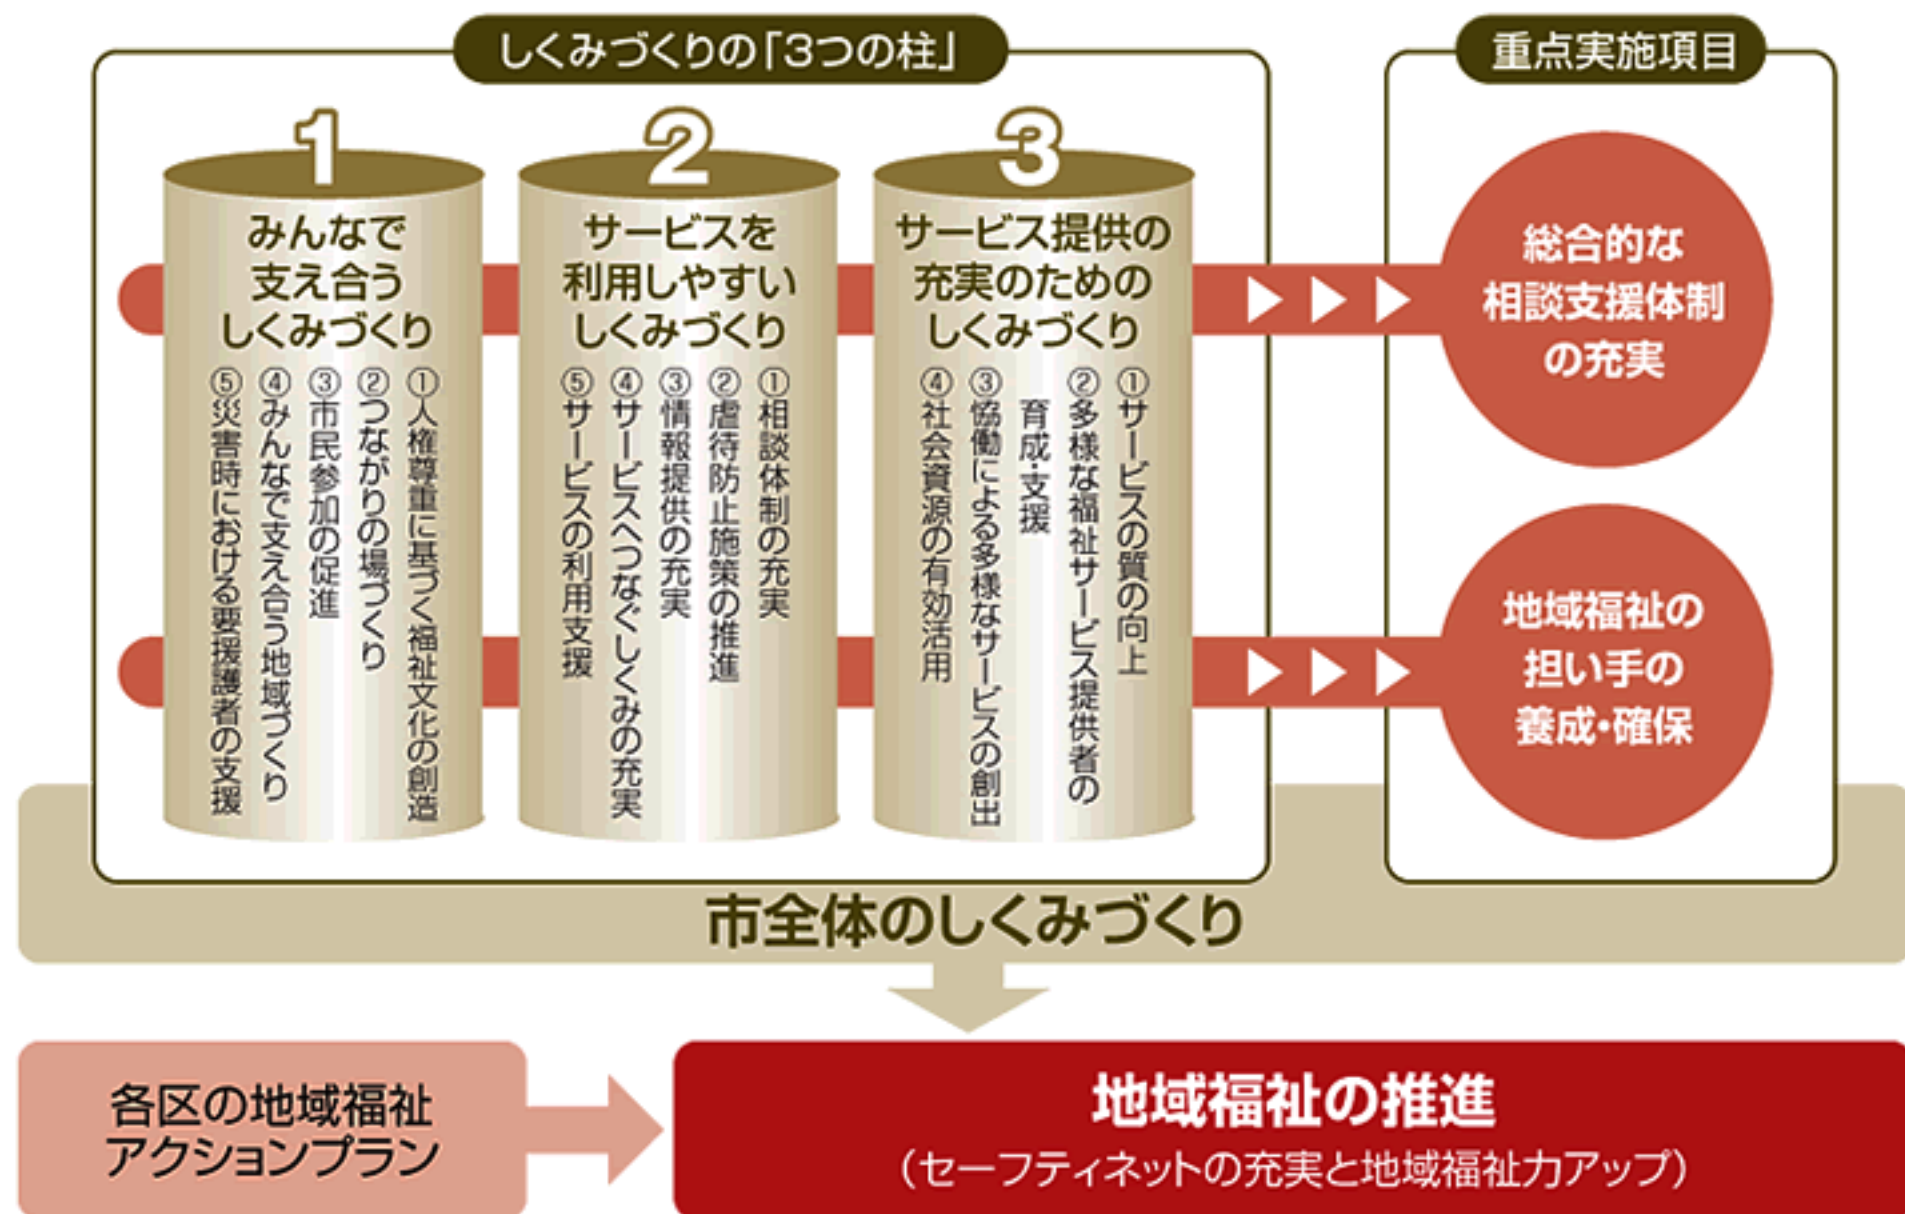 しくみづくりの「3つの柱」
1
みんなで
支え合う
しくみづくり
①人権尊重に基づく福祉文化の創造
②つながりの場づくり
③市民参加の促進
④みんなで支え合う地域づくり
⑤災害時における要援護者の支援
2
サービスを
利用しやすい
しくみづくり
①相談体制の充実
②虐待防止施策の推進
③情報提供の充実
④サービスへつなぐしくみの充実
⑤サービスの利用支援
3
サービス提供の
充実のための
しくみづくり
①サービスの質の向上
②多様な福祉サービス提供者の
育成・支援
③協働による多様なサービスの創出
④社会資源の有効活用
重点実施項目
総合的な
相談支援体制
の充実
地域福祉の
担い手の
養成・確保
市全体のしくみづくり
各区の地域福祉
アクションプラン
地域福祉の推進
（セーフティネットの充実と地域福祉力アップ）